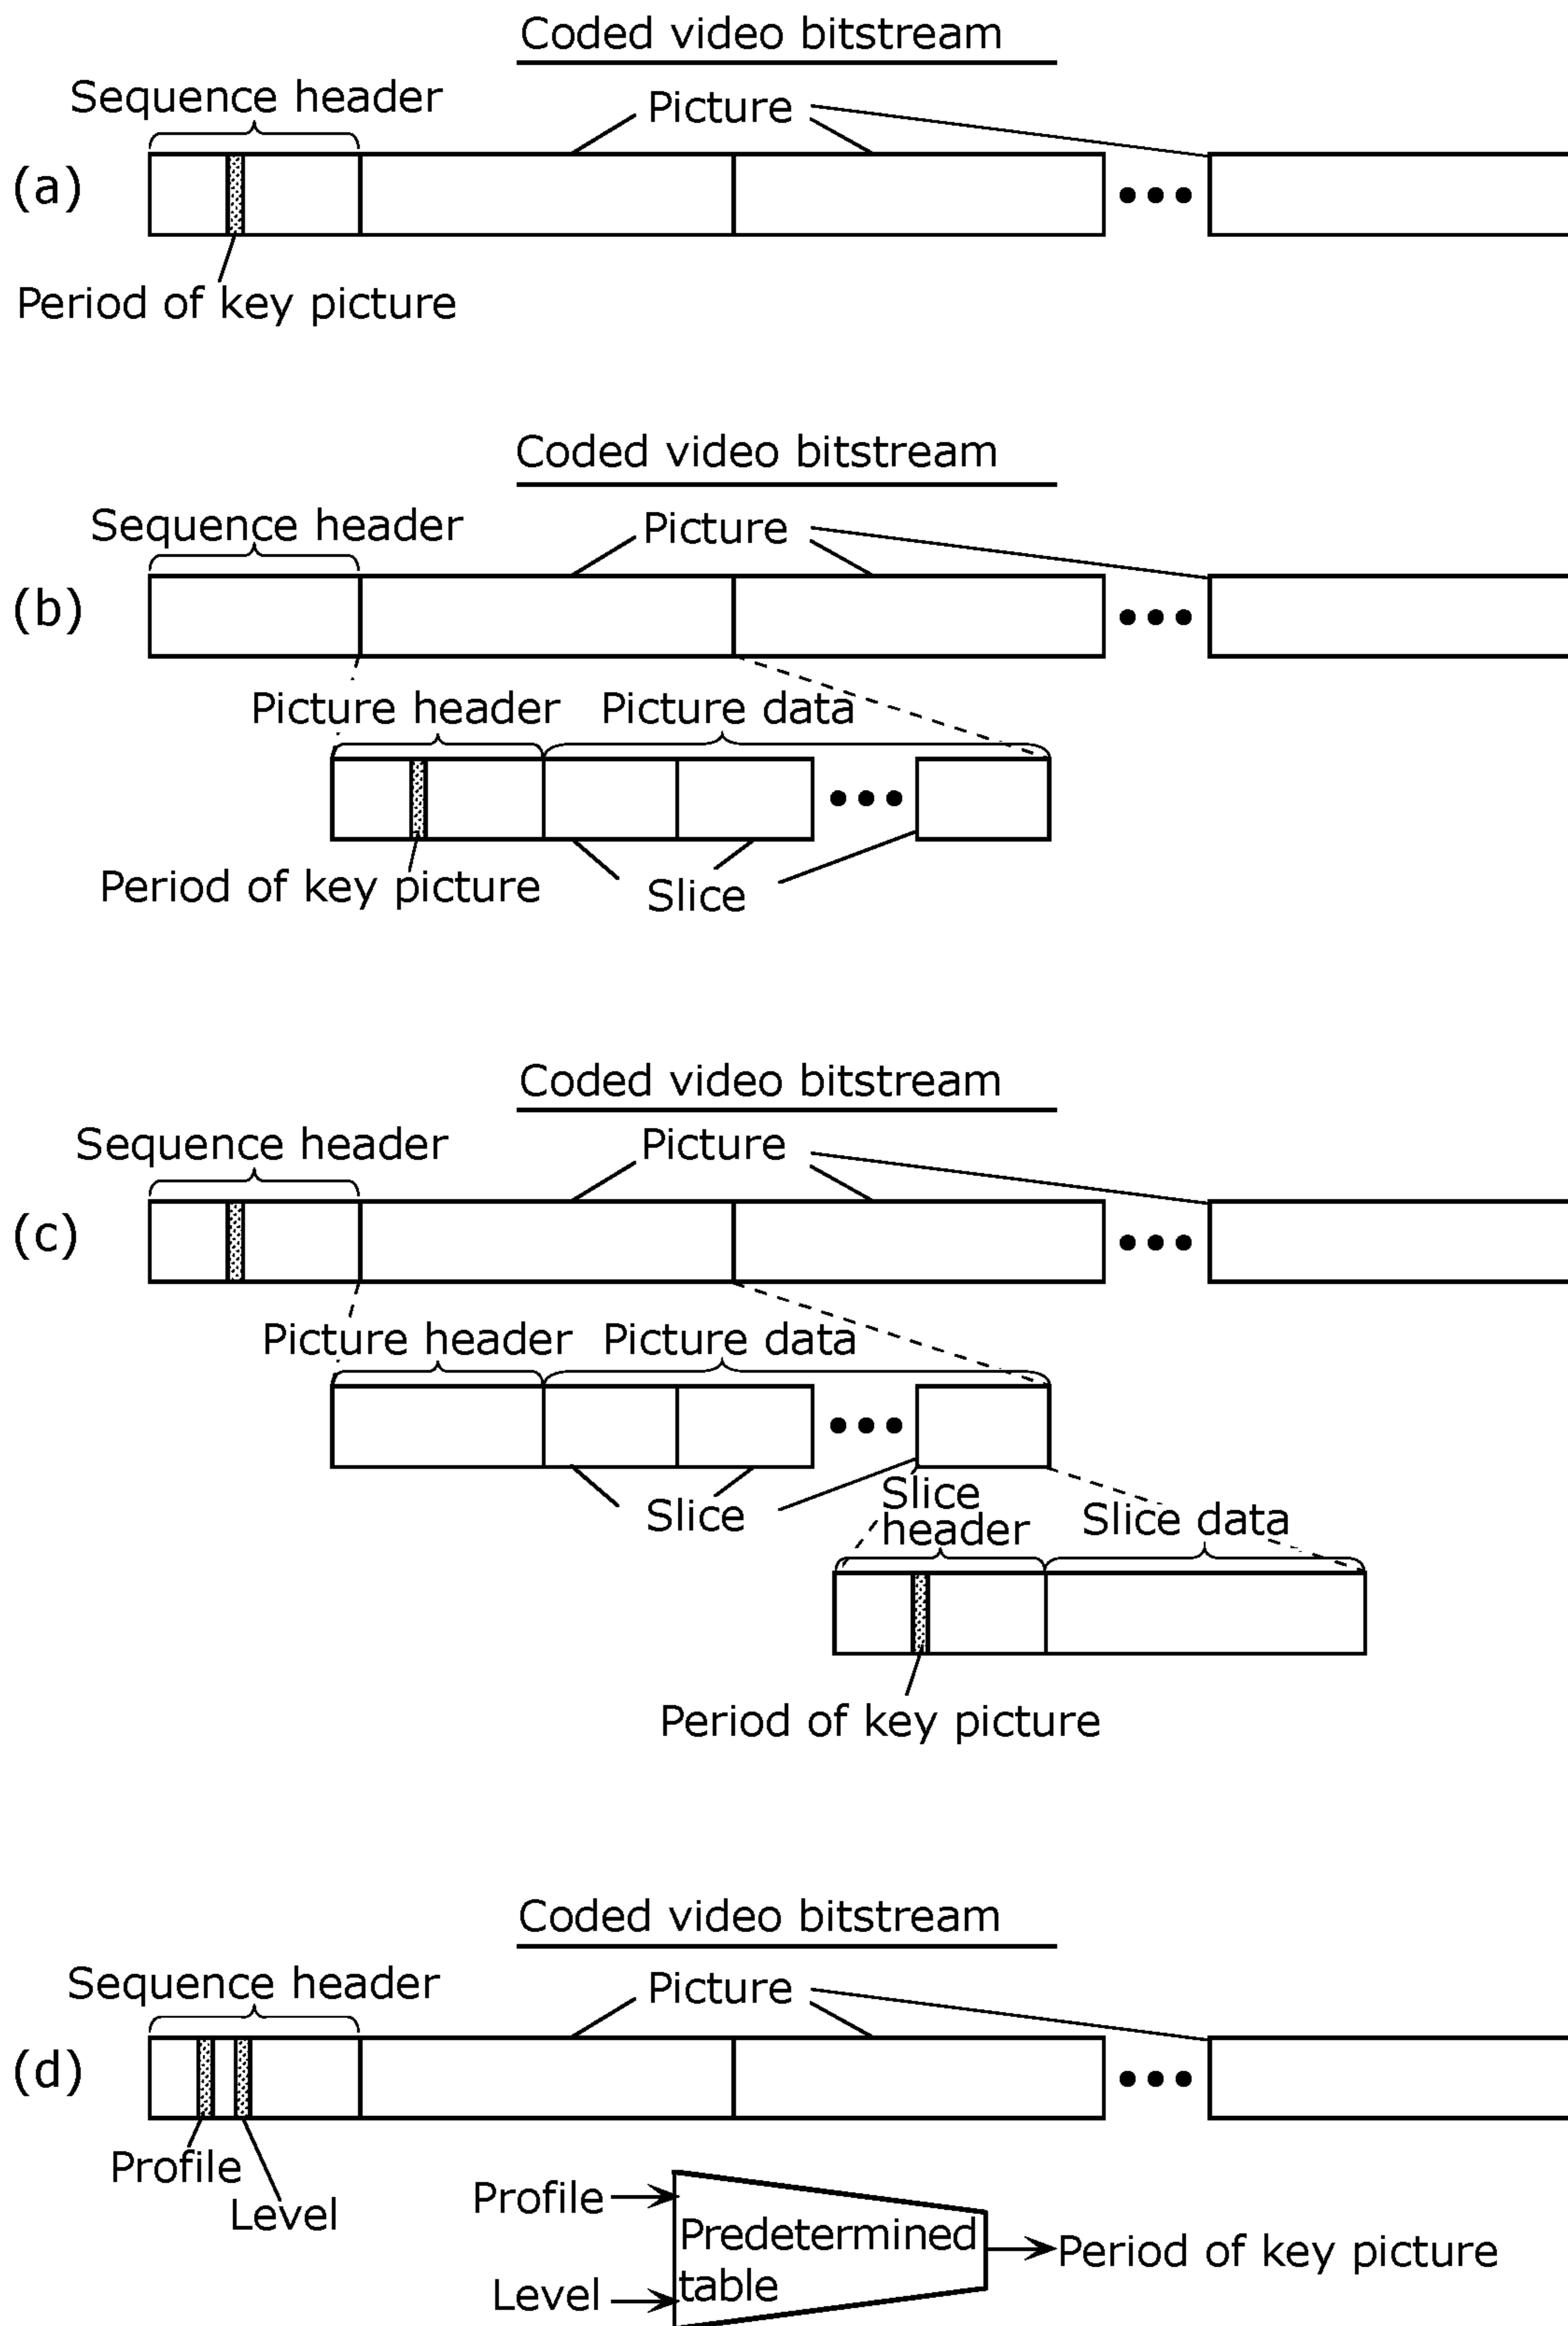 Coded video bitstream
Sequence header
Picture
(a)
Period of key picture
Coded video bitstream
Sequence header
Picture
(b)
Picture header
Picture data
Period of key picture
Slice
Coded video bitstream
Sequence header
Picture
(c)
Picture header
Picture data
Slice
Slice
header
Slice data
Period of key picture
Coded video bitstream
Sequence header
Picture
(d)
Profile
Level
Profile
Level
Predetermined
table
Period of key picture